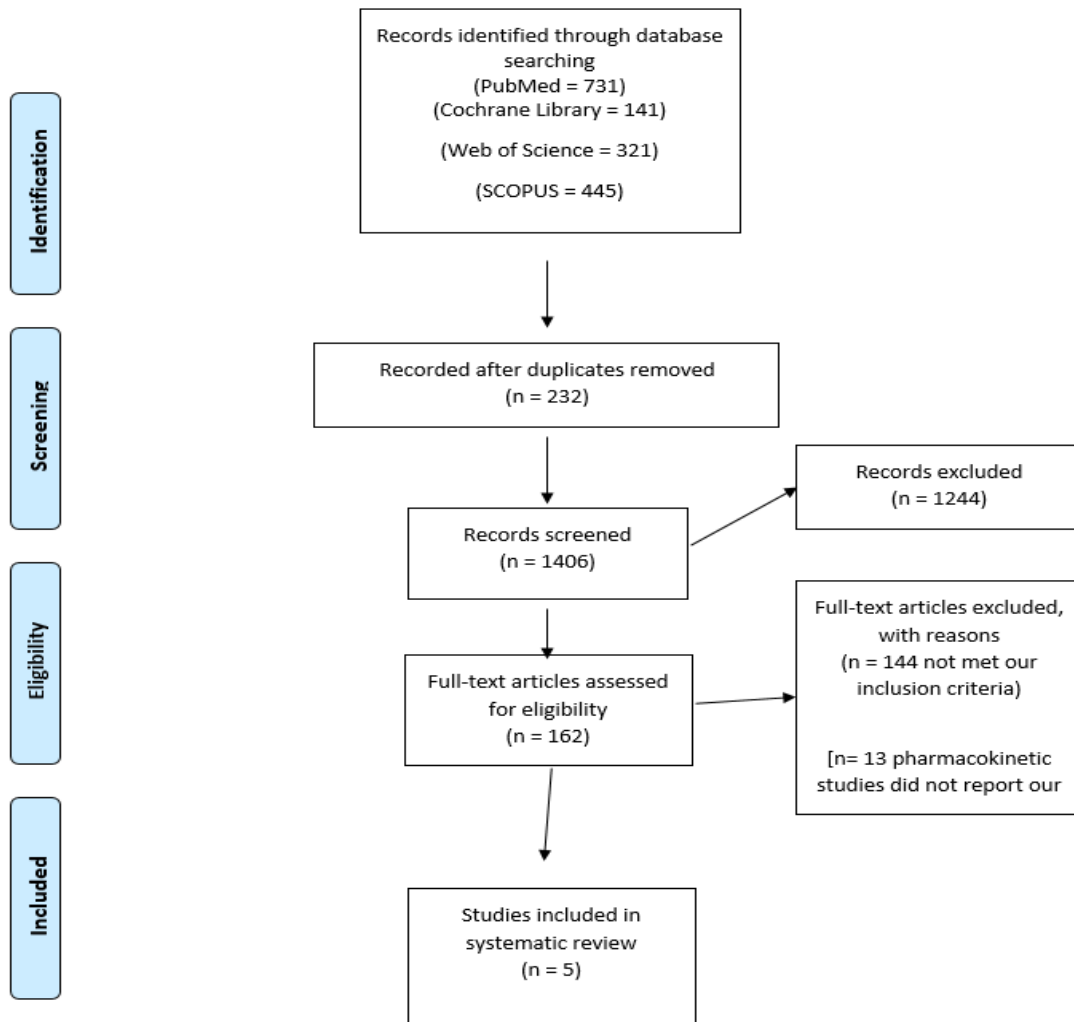 Records identified through database
searching
(PubMed = 731)
(Cochrane Library = 141)
(Web of Science = 321)
(SCOPUS = 445)
Identification
Recorded after duplicates removed
(n = 232)
Screening
Records excluded
(n = 1244)
Records screened
(n = 1406)
Full-text articles excluded,
with reasons
(n = 144 not met our
inclusion criteria)
[n= 13 pharmacokinetic
studies did not report our
Eligibility
Full-text articles assessed
for eligibility
(n = 162)
Included
Studies included in
systematic review
(n = 5)